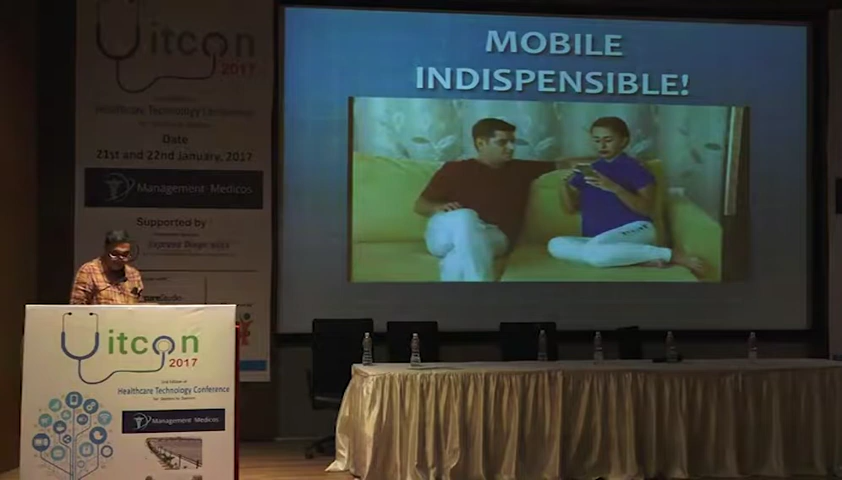 itcon
2017
Healthcare Technology Conference
Date
21st and 22nd January, 2017
Management Medicos
Supported by
MOBILE
INDISPENSIBLE!
itcon
2017
Healthcare Technology Conference
Management Medicos